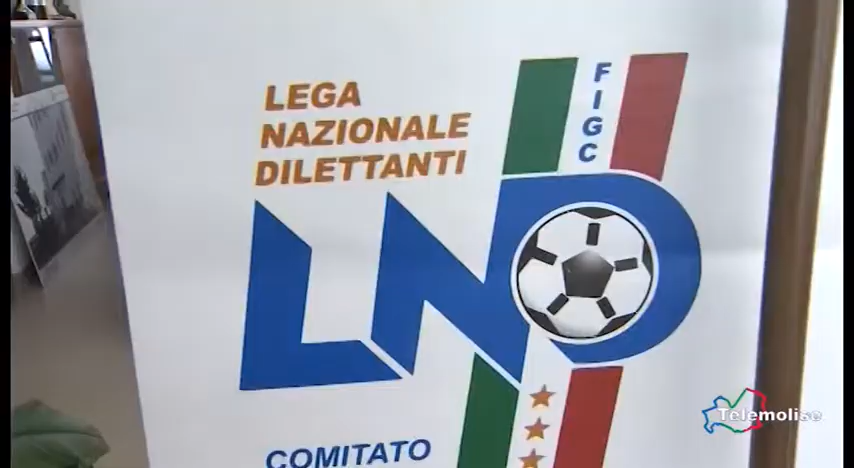 LEGA
NAZIONALE
DILETTANTI
FIGC
LND
COMITATO
Telemolise